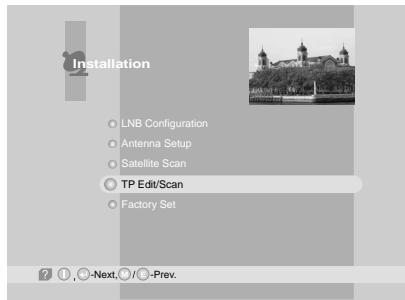 Installation
LNB Configuration
Antenna Setup
Satellite Scan
TP Edit/Scan
Factory Set
? , -Next, M / E -Prev.